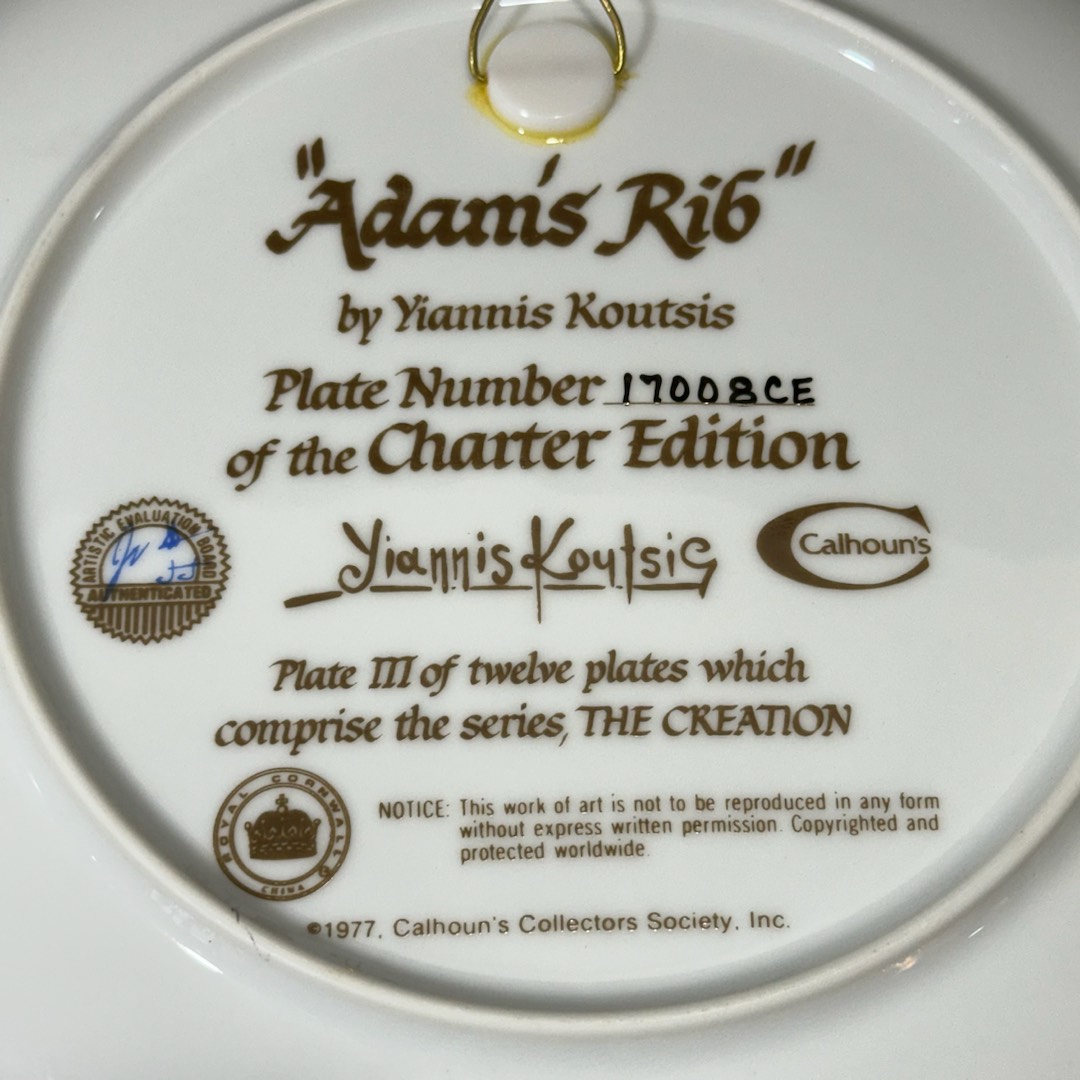 "Adam's Rib"
by Yiannis Koutsis
Plate Number 17008CE
of the Charter Edition
ARTISTIC EVALUATION BOARD
AUTHENTICATED
Yiannis Koutsis
Calhoun's
Plate III of twelve plates which
comprise the series, THE CREATION
ROYAL CORNWALL
CHINA
NOTICE: This work of art is not to be reproduced in any form
without express written permission. Copyrighted and
protected worldwide.
©1977, Calhoun's Collectors Society, Inc.